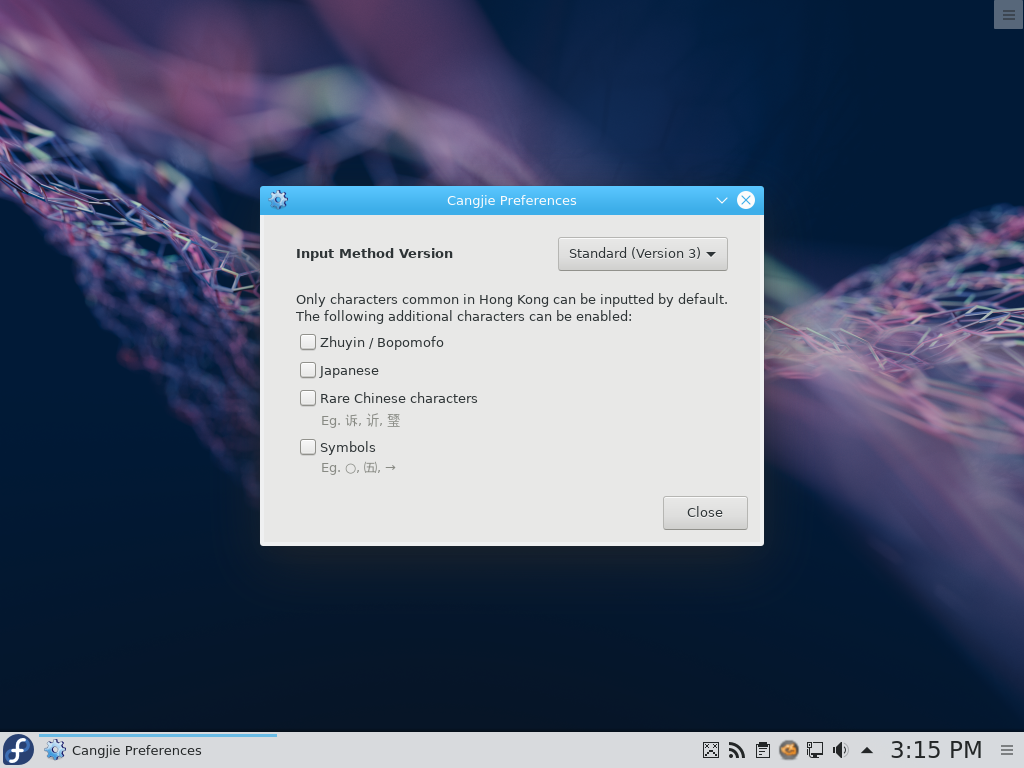 Cangjie Preferences
Input Method Version
Standard (Version 3)
Only characters common in Hong Kong can be inputted by default.
The following additional characters can be enabled:
Zhuyin / Bopomofo
Japanese
Rare Chinese characters
Eg. 诉, 䜣,
Symbols
Eg. ○, ㈤, →
Close
Cangjie Preferences
3:15 PM